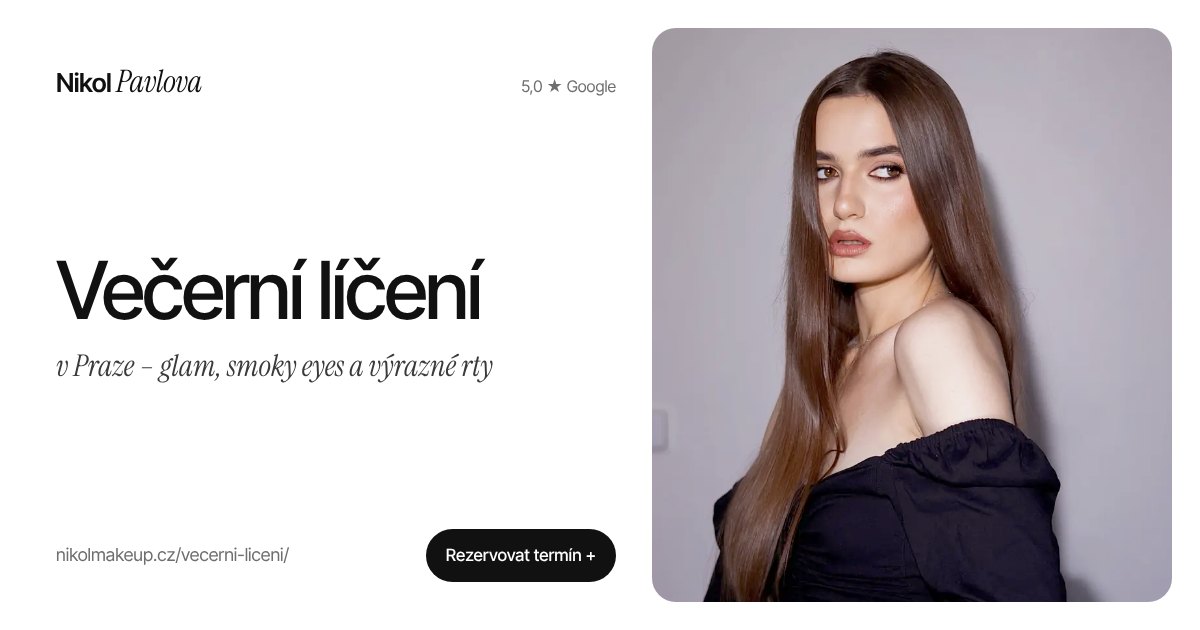 Nikol Pavlova
5,0 ★ Google
Večerní líčení
v Praze – glam, smoky eyes a výrazné rty
nikolmakeup.cz/vecerni-liceni/
Rezervovat termín +